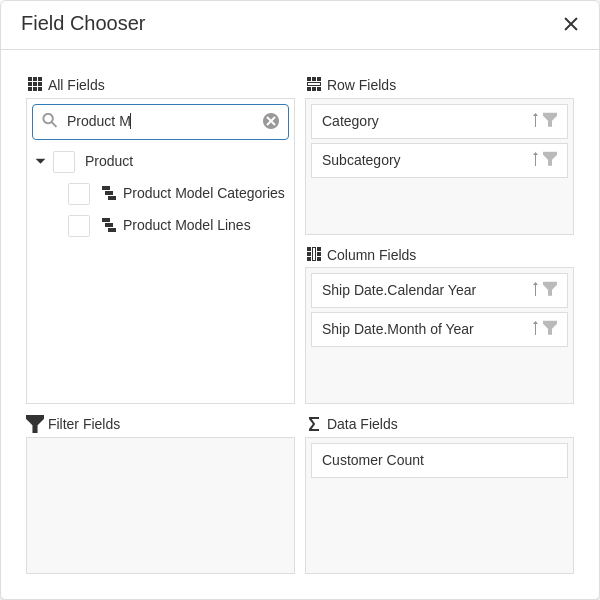 Field Chooser
All Fields
Product M
Product
Product Model Categories
Product Model Lines
Row Fields
Category
Subcategory
Column Fields
Ship Date.Calendar Year
Ship Date.Month of Year
Filter Fields
Data Fields
Customer Count